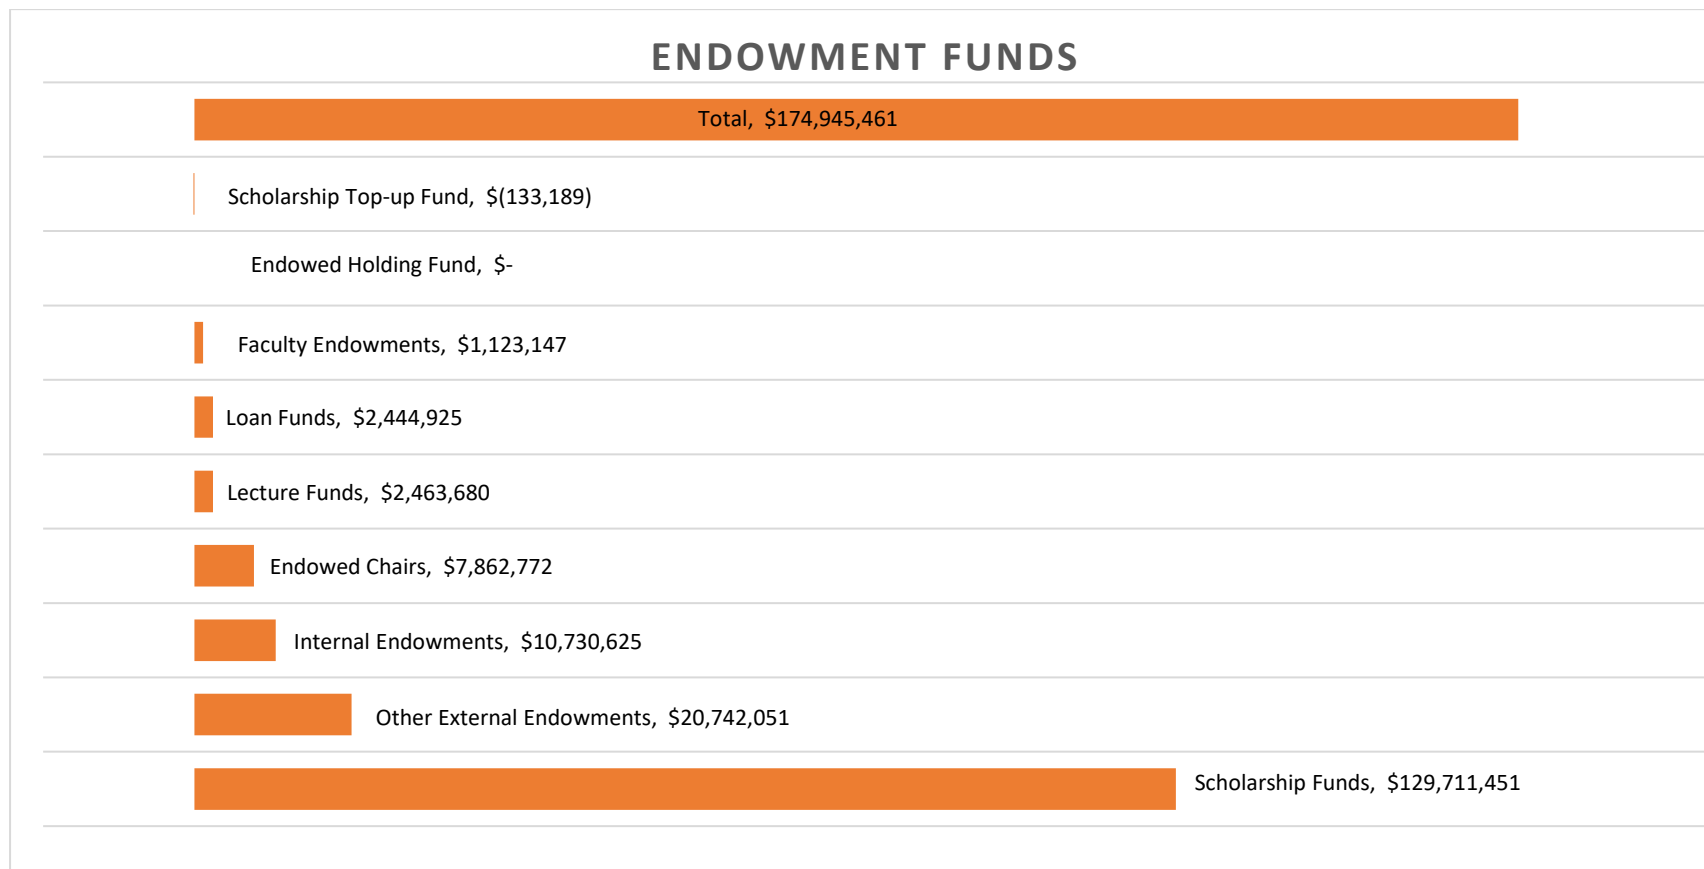 ENDOWMENT FUNDS
Total, $174,945,461
Scholarship Top-up Fund, $(133,189)
Endowed Holding Fund, $-
Faculty Endowments, $1,123,147
Loan Funds, $2,444,925
Lecture Funds, $2,463,680
Endowed Chairs, $7,862,772
Internal Endowments, $10,730,625
Other External Endowments, $20,742,051
Scholarship Funds, $129,711,451